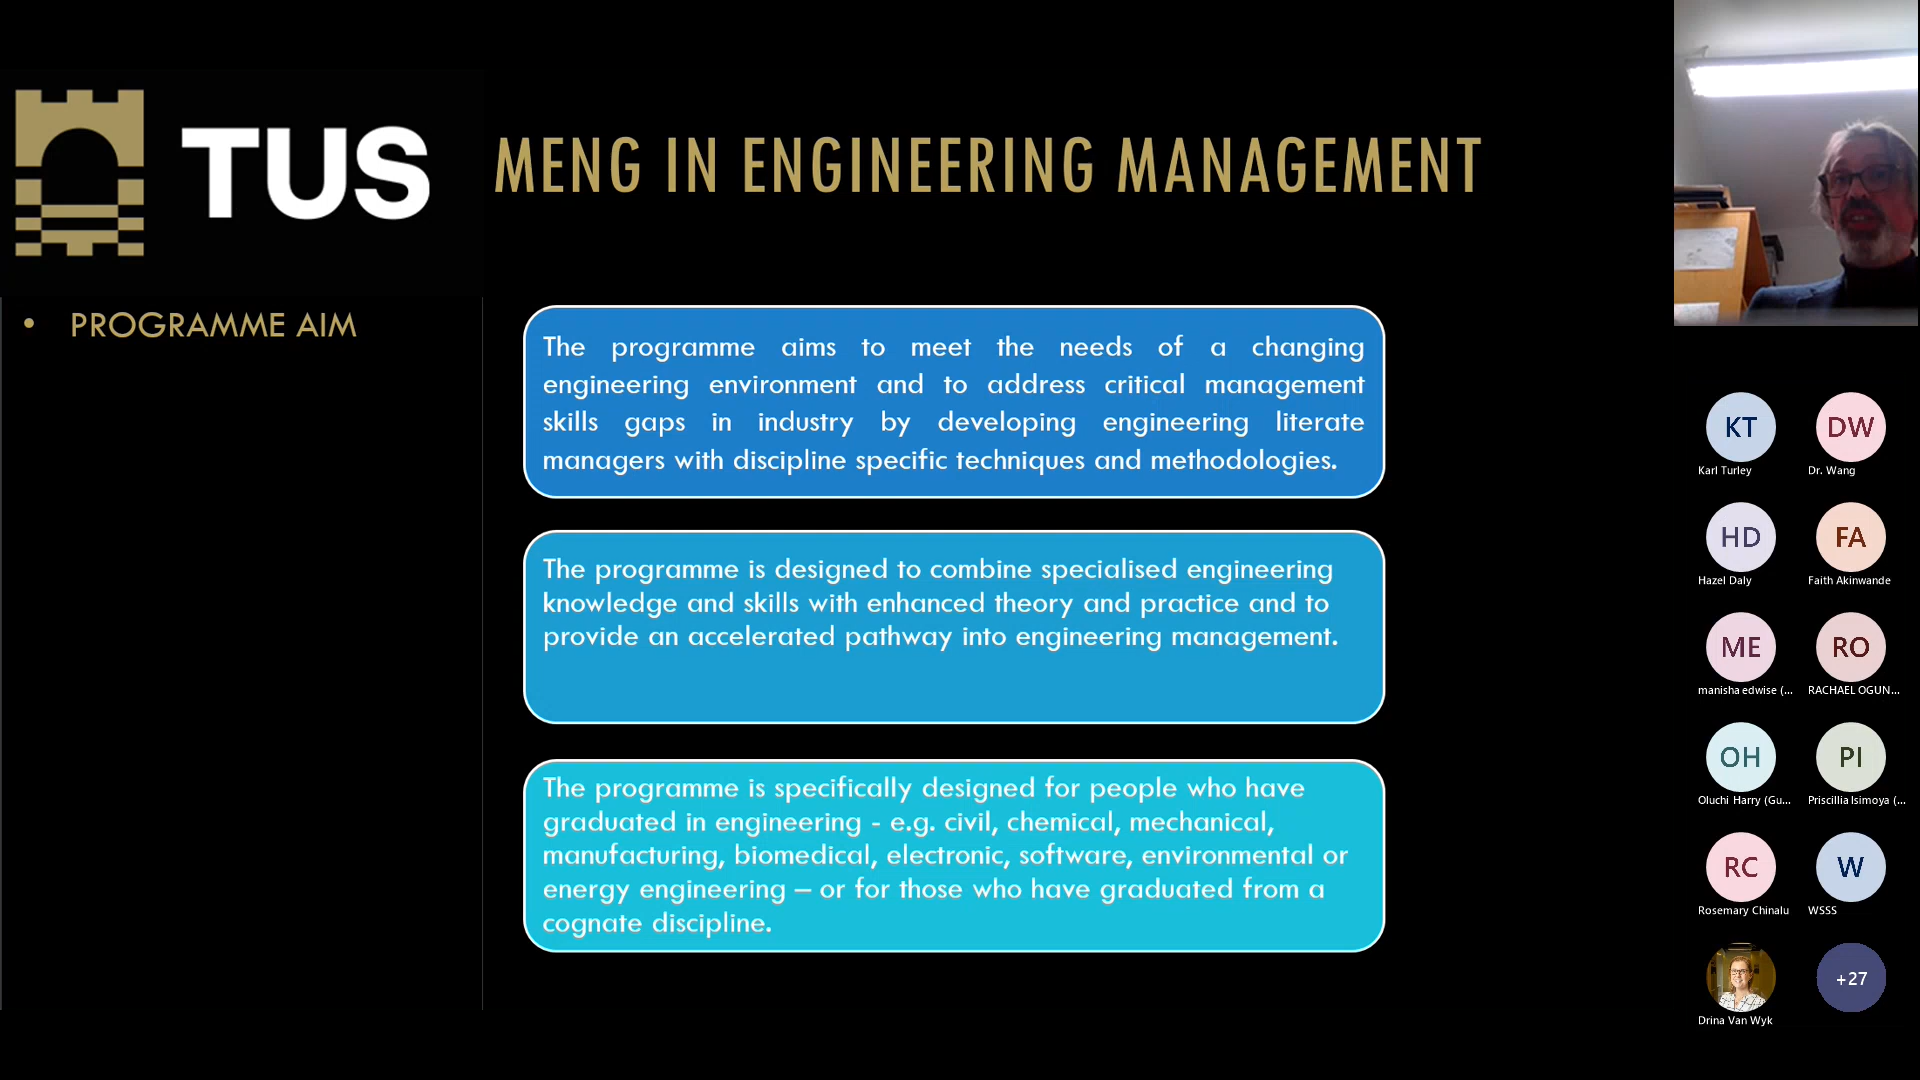 TUS
MENG IN ENGINEERING MANAGEMENT
• PROGRAMME AIM
The programme aims to meet the needs of a changing
engineering environment and to address critical management
skills gaps in industry by developing engineering literate
managers with discipline specific techniques and methodologies.
The programme is designed to combine specialised engineering
knowledge and skills with enhanced theory and practice and to
provide an accelerated pathway into engineering management.
The programme is specifically designed for people who have
graduated in engineering - e.g. civil, chemical, mechanical,
manufacturing, biomedical, electronic, software, environmental or
energy engineering – or for those who have graduated from a
cognate discipline.
KT
DW
Karl Turley
Dr. Wang
HD
FA
Hazel Daly
Faith Akinwande
ME
RO
manisha edwise (...
RACHAEL OGUN...
OH
PI
Oluchi Harry (Gu...
Priscillia Isimoya (...
RC
W
Rosemary Chinalu
WSSS
+27
Drina Van Wyk